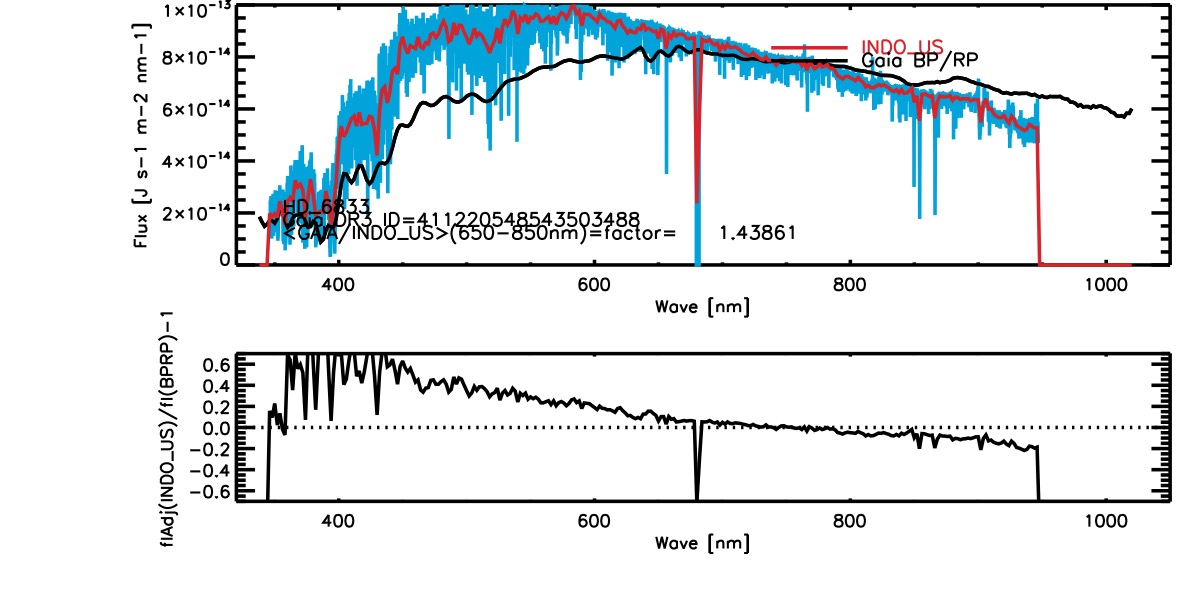 1×10⁻¹³
8×10⁻¹⁴
6×10⁻¹⁴
4×10⁻¹⁴
2×10⁻¹⁴
0
Flux [J s−1 m−2 nm−1]
INDO_US
Gaia BP/RP
HD_6833
Gaia_DR3_ID=411220548543503488
<GAIA/INDO_US>(650−850nm)=factor= 1.43861
400 600 800 1000
Wave [nm]
flAdj(INDO_US)/fl(BPRP)−1
0.6
0.4
0.2
0.0
−0.2
−0.4
−0.6
400 600 800 1000
Wave [nm]